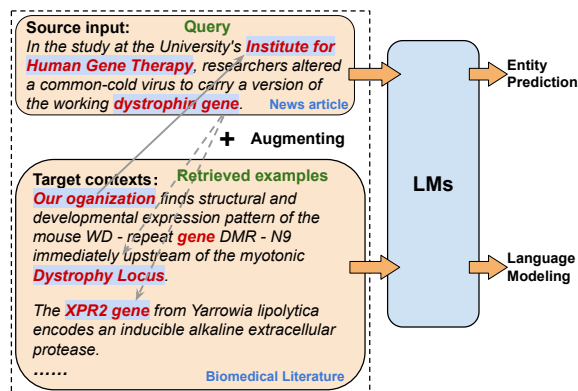 Source input: Query
In the study at the University's Institute for
Human Gene Therapy, researchers altered
a common-cold virus to carry a version of
the working dystrophin gene.
News article
+ Augmenting
Target contexts: Retrieved examples
Our oganization finds structural and
developmental expression pattern of the
mouse WD - repeat gene DMR - N9
immediately upstream of the myotonic
Dystrophy Locus.
The XPR2 gene from Yarrowia lipolytica
encodes an inducible alkaline extracellular
protease.
......
Biomedical Literature
LMs
Entity
Prediction
Language
Modeling